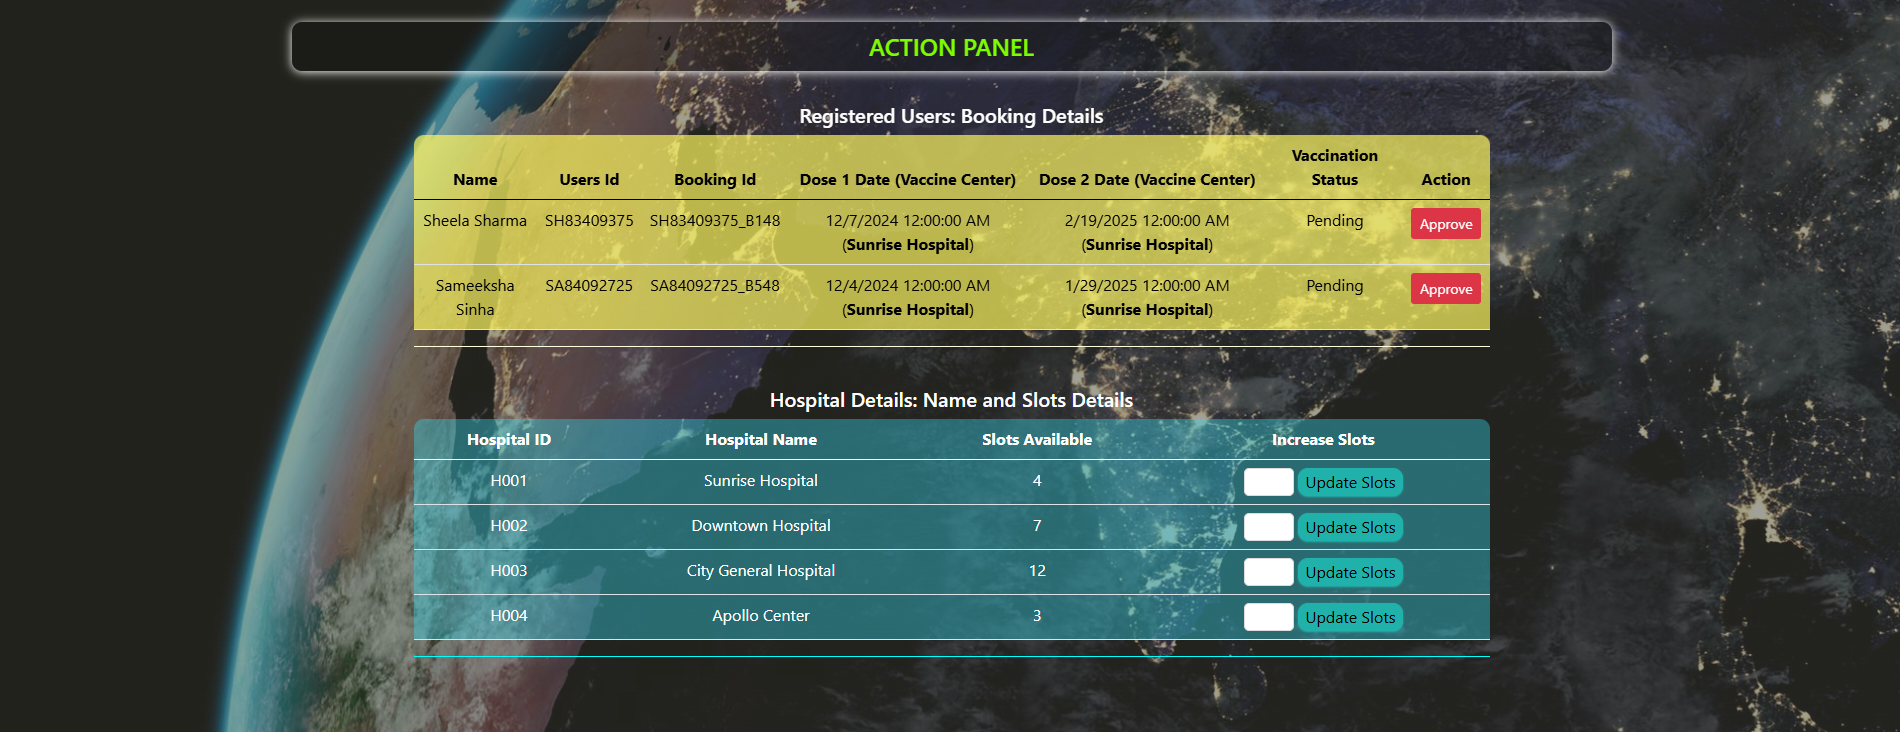 ACTION PANEL
Registered Users: Booking Details
Vaccination
Name Users Id Booking Id Dose 1 Date (Vaccine Center) Dose 2 Date (Vaccine Center) Status Action
Sheela Sharma SH83409375 SH83409375_B148 12/7/2024 12:00:00 AM 2/19/2025 12:00:00 AM Pending Approve
(Sunrise Hospital) (Sunrise Hospital)
Sameeksha SA84092725 SA84092725_B548 12/4/2024 12:00:00 AM 1/29/2025 12:00:00 AM Pending Approve
Sinha (Sunrise Hospital) (Sunrise Hospital)
Hospital Details: Name and Slots Details
Hospital ID Hospital Name Slots Available Increase Slots
H001 Sunrise Hospital 4 Update Slots
H002 Downtown Hospital 7 Update Slots
H003 City General Hospital 12 Update Slots
H004 Apollo Center 3 Update Slots